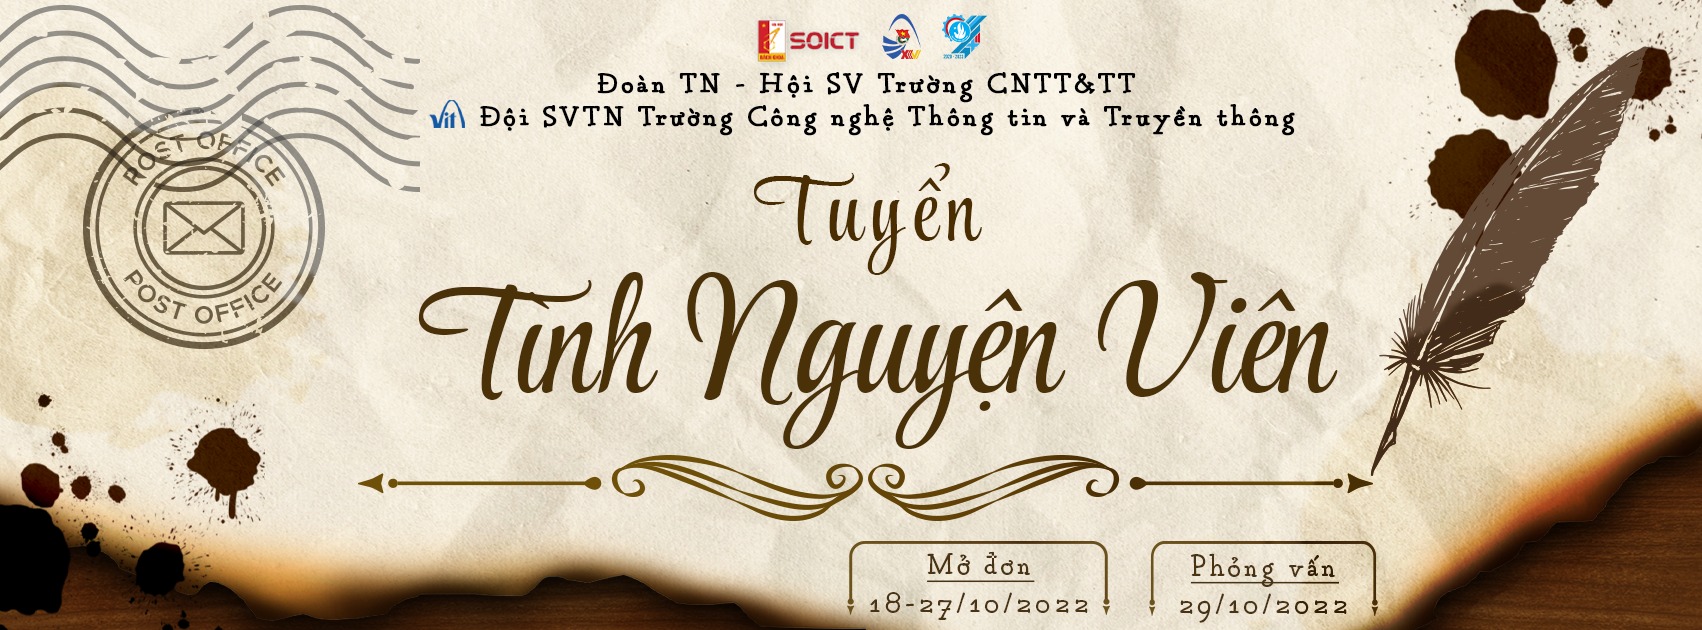 SOICT
Đoàn TN - Hội SV Trường CNTT&TT
Vit Đội SVTN Trường Công nghệ Thông tin và Truyền thông
POST OFFICE
POST OFFICE
Tuyển
Tình Nguyện Viên
Mở đơn
18-27/10/2022
Phỏng vấn
29/10/2022